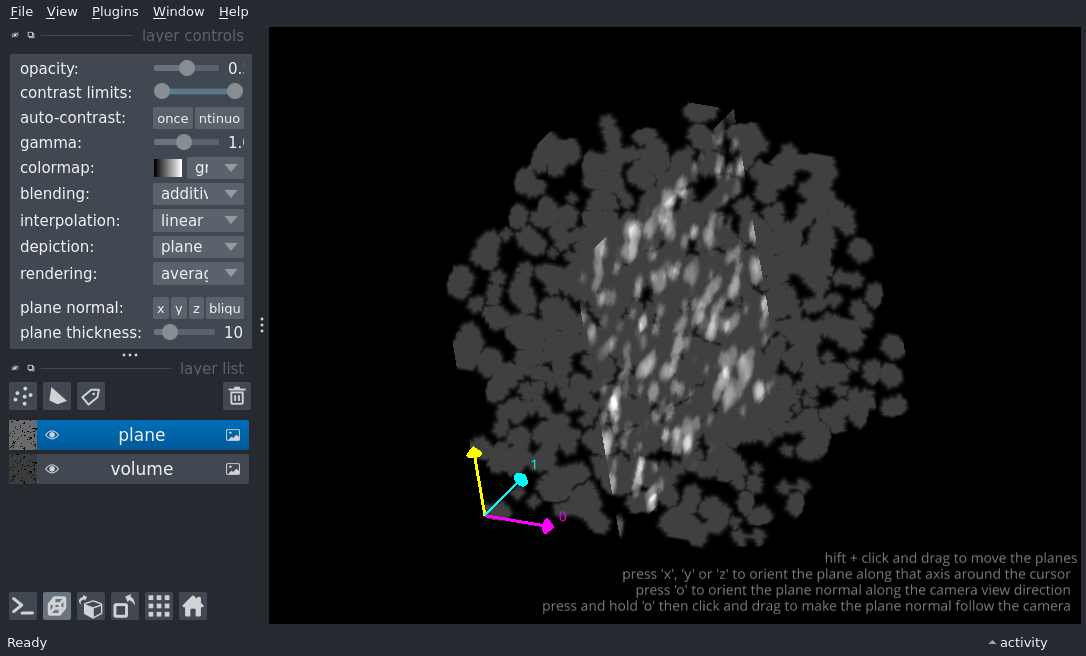 File View Plugins Window Help
layer controls
opacity: 0.
contrast limits:
auto-contrast: once ntinuo
gamma: 1.
colormap: gr
blending: additiv
interpolation: linear
depiction: plane
rendering: averag
plane normal: x y z bliqu
plane thickness: 10
layer list
plane
volume
1
0
hift + click and drag to move the planes
press 'x', 'y' or 'z' to orient the plane along that axis around the cursor
press 'o' to orient the plane normal along the camera view direction
press and hold 'o' then click and drag to make the plane normal follow the camera
Ready
activity